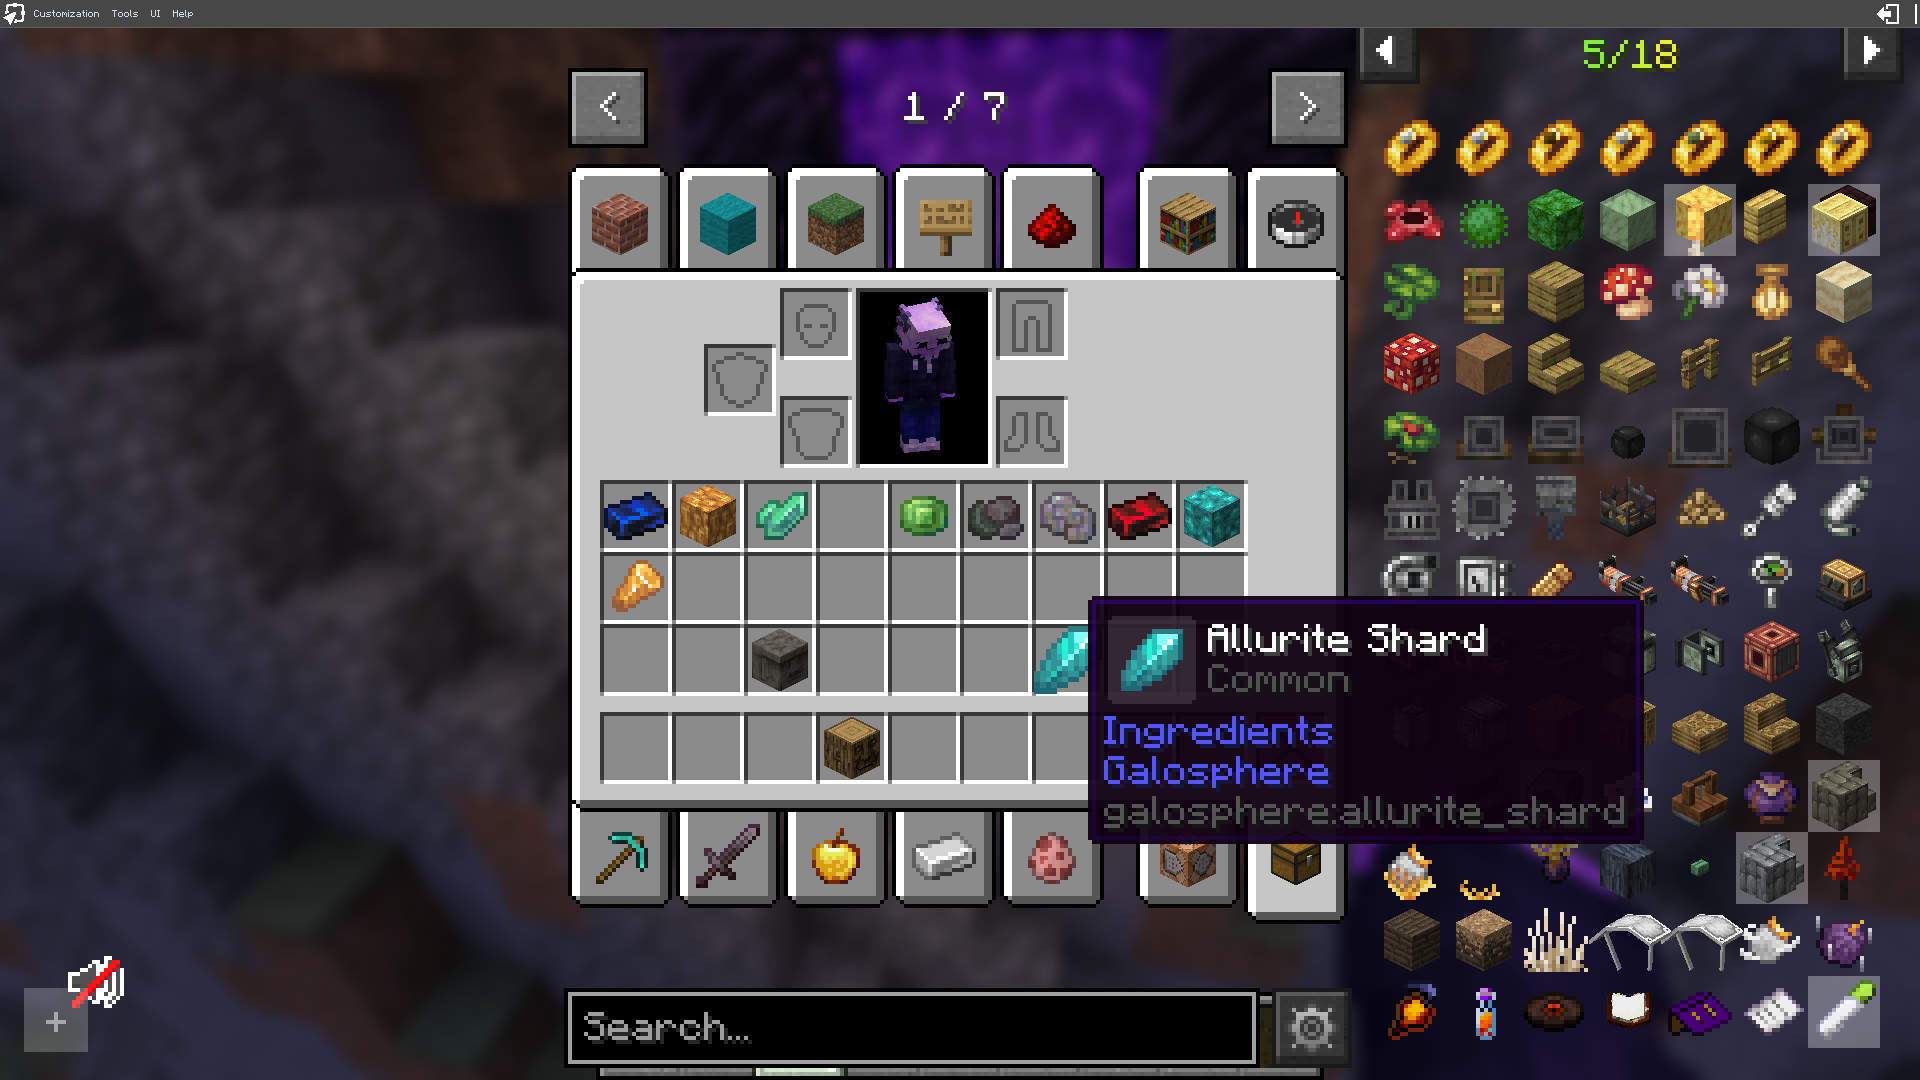 Customization Tools UI Help
5/18
1 / 7
Allurite Shard
Common
Ingredients
Galosphere
galosphere:allurite_shard
Search...